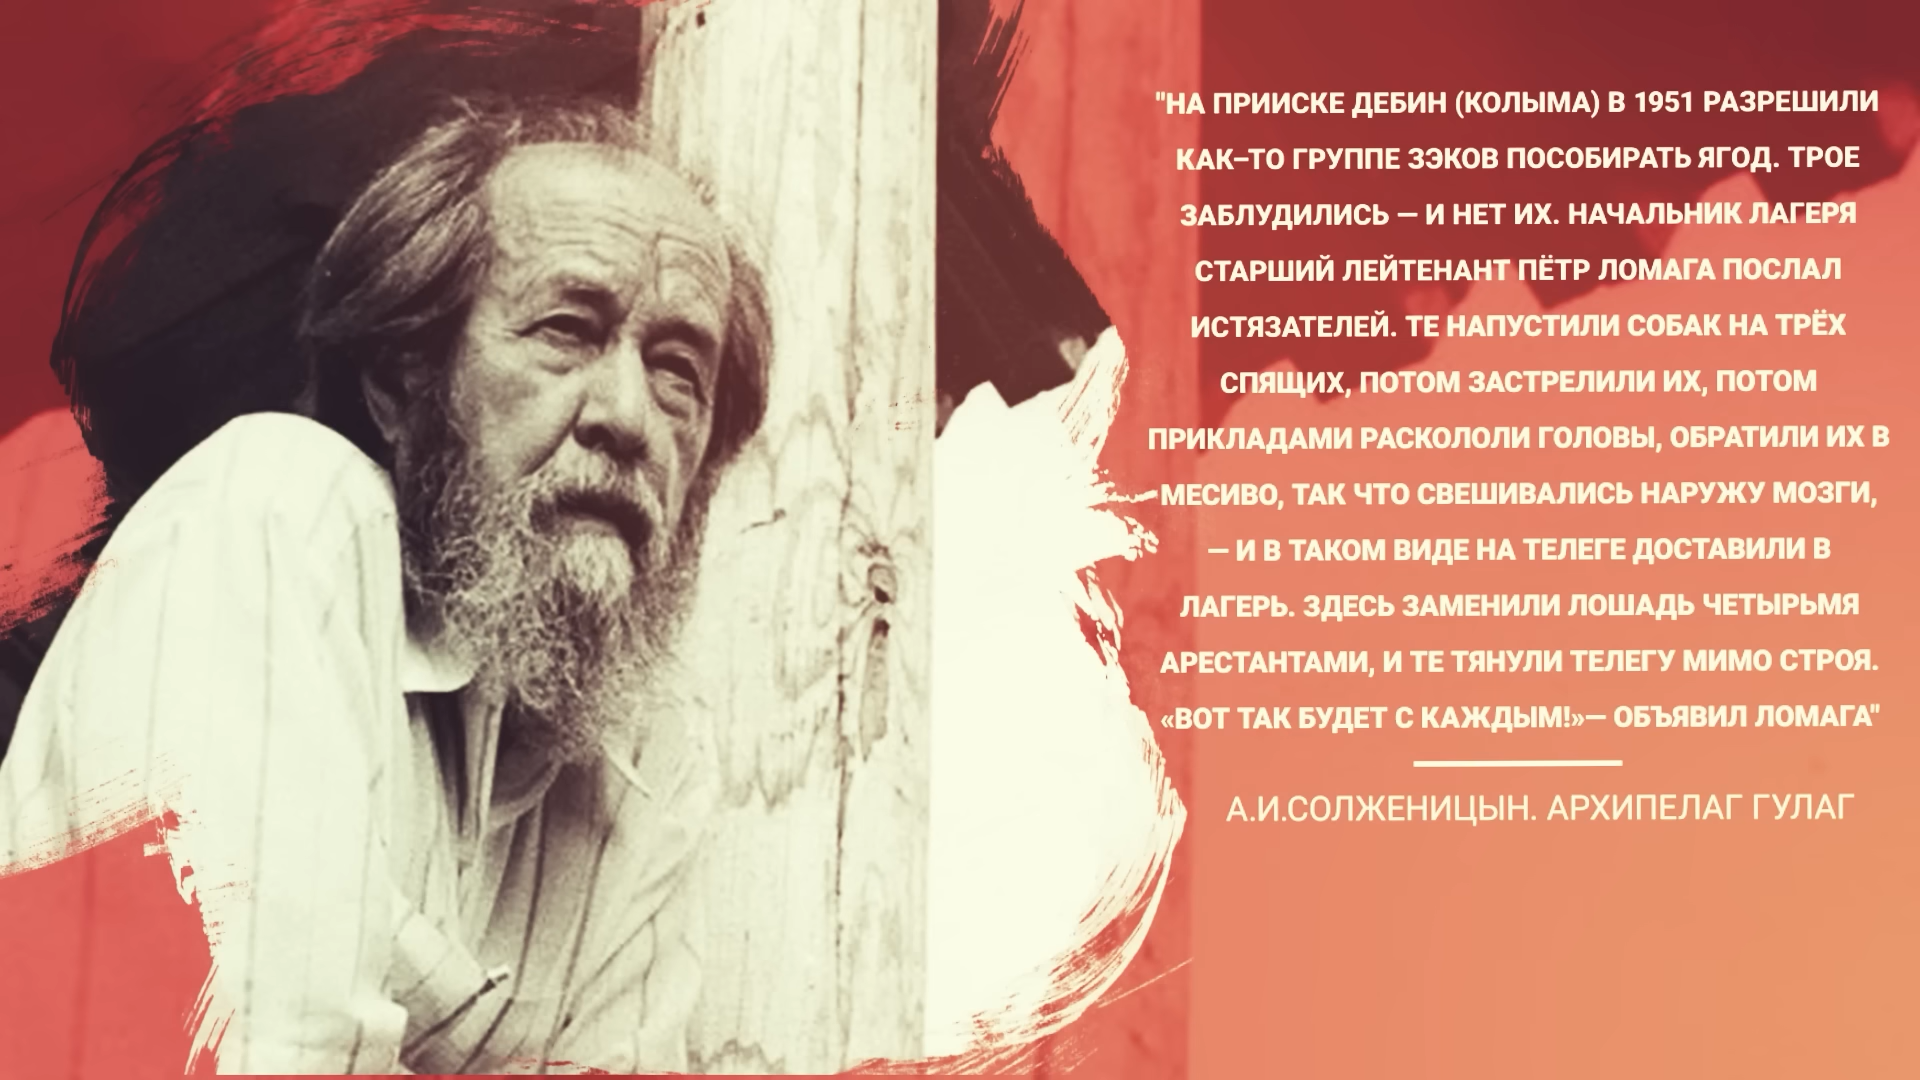 "НА ПРИИСКЕ ДЕБИН (КОЛЫМА) В 1951 РАЗРЕШИЛИ
КАК–ТО ГРУППЕ ЗЭКОВ ПОСОБИРАТЬ ЯГОД. ТРОЕ
ЗАБЛУДИЛИСЬ — И НЕТ ИХ. НАЧАЛЬНИК ЛАГЕРЯ
СТАРШИЙ ЛЕЙТЕНАНТ ПЁТР ЛОМАГА ПОСЛАЛ
ИСТЯЗАТЕЛЕЙ. ТЕ НАПУСТИЛИ СОБАК НА ТРЁХ
СПЯЩИХ, ПОТОМ ЗАСТРЕЛИЛИ ИХ, ПОТОМ
ПРИКЛАДАМИ РАСКОЛОЛИ ГОЛОВЫ, ОБРАТИЛИ ИХ В
МЕСИВО, ТАК ЧТО СВЕШИВАЛИСЬ НАРУЖУ МОЗГИ,
— И В ТАКОМ ВИДЕ НА ТЕЛЕГЕ ДОСТАВИЛИ В
ЛАГЕРЬ. ЗДЕСЬ ЗАМЕНИЛИ ЛОШАДЬ ЧЕТЫРЬМЯ
АРЕСТАНТАМИ, И ТЕ ТЯНУЛИ ТЕЛЕГУ МИМО СТРОЯ.
«ВОТ ТАК БУДЕТ С КАЖДЫМ!»— ОБЪЯВИЛ ЛОМАГА"
А.И.СОЛЖЕНИЦЫН. АРХИПЕЛАГ ГУЛАГ